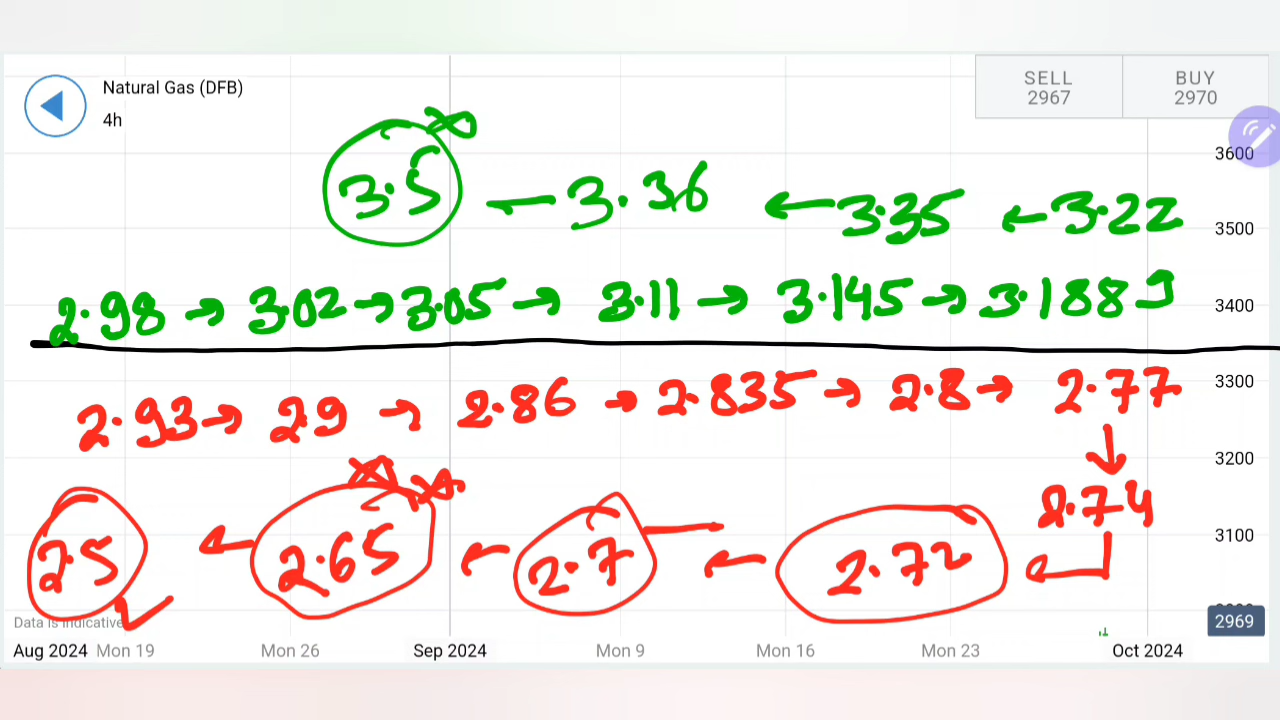 Natural Gas (DFB)
4h
SELL
2967
BUY
2970
3600
3.5 ← 3.36 ← 3.35 ← 3.22
3500
2.98 → 3.02 → 3.05 → 3.11 → 3.145 → 3.188
3400
2.93 → 2.9 → 2.86 → 2.835 → 2.8 → 2.77
3300
↓
3200
2.74
3100
2.5 ← 2.65 ← 2.7 ← 2.72 ←
Data is indicative
2969
Aug 2024 Mon 19 Mon 26 Sep 2024 Mon 9 Mon 16 Mon 23 Oct 2024